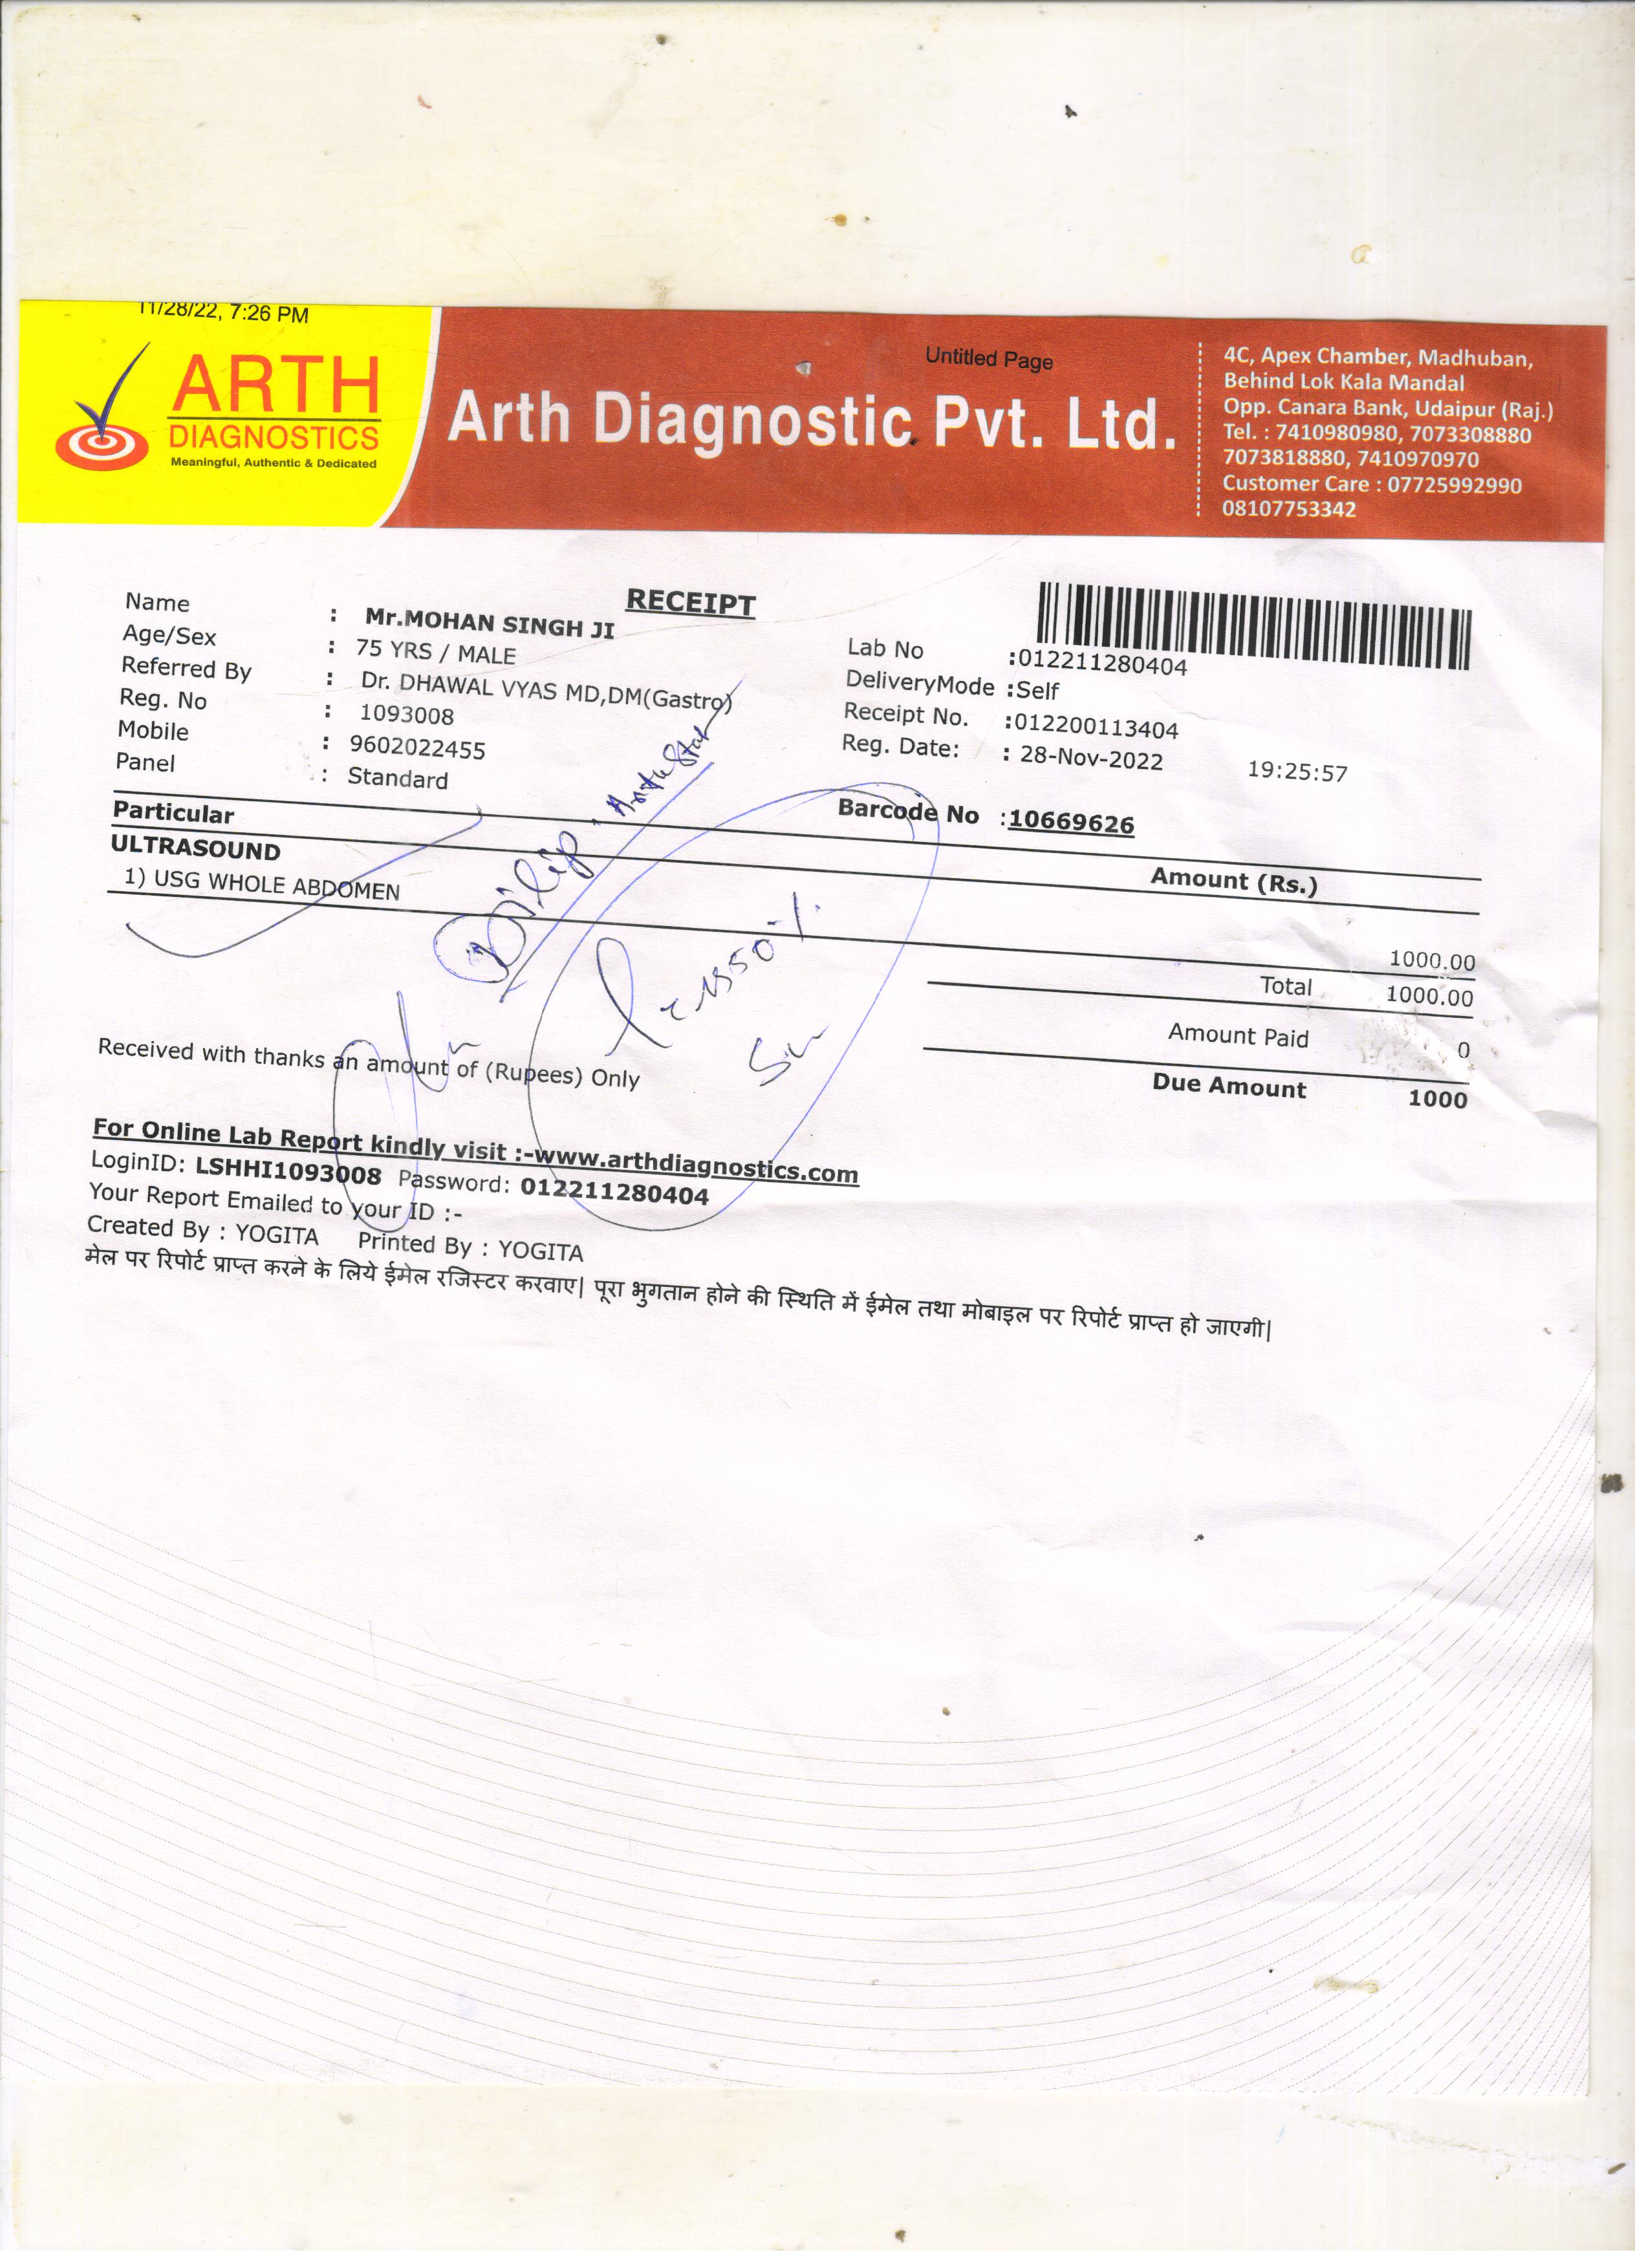 11/28/22, 7:26 PM
Untitled Page
ARTH
DIAGNOSTICS
Meaningful, Authentic & Dedicated
Arth Diagnostic Pvt. Ltd.
4C, Apex Chamber, Madhuban,
Behind Lok Kala Mandal
Opp. Canara Bank, Udaipur (Raj.)
Tel. : 7410980980, 7073308880
7073818880, 7410970970
Customer Care : 07725992990
08107753342
RECEIPT
Name : Mr.MOHAN SINGH JI
Age/Sex : 75 YRS / MALE
Referred By : Dr. DHAWAL VYAS MD,DM(Gastro)
Reg. No : 1093008
Mobile : 9602022455
Panel : Standard
Lab No :012211280404
DeliveryMode :Self
Receipt No. :012200113404
Reg. Date: : 28-Nov-2022 19:25:57
Barcode No :10669626
Particular Amount (Rs.)
ULTRASOUND
1) USG WHOLE ABDOMEN 1000.00
Total 1000.00
Amount Paid 0
Due Amount 1000
Dilip
Received with thanks an amount of (Rupees) Only
For Online Lab Report kindly visit :-www.arthdiagnostics.com
LoginID: LSHHI1093008 Password: 012211280404
Your Report Emailed to your ID :-
Created By : YOGITA Printed By : YOGITA
मेल पर रिपोर्ट प्राप्त करने के लिये ईमेल रजिस्टर करवाए| पूरा भुगतान होने की स्थिति में ईमेल तथा मोबाइल पर रिपोर्ट प्राप्त हो जाएगी|